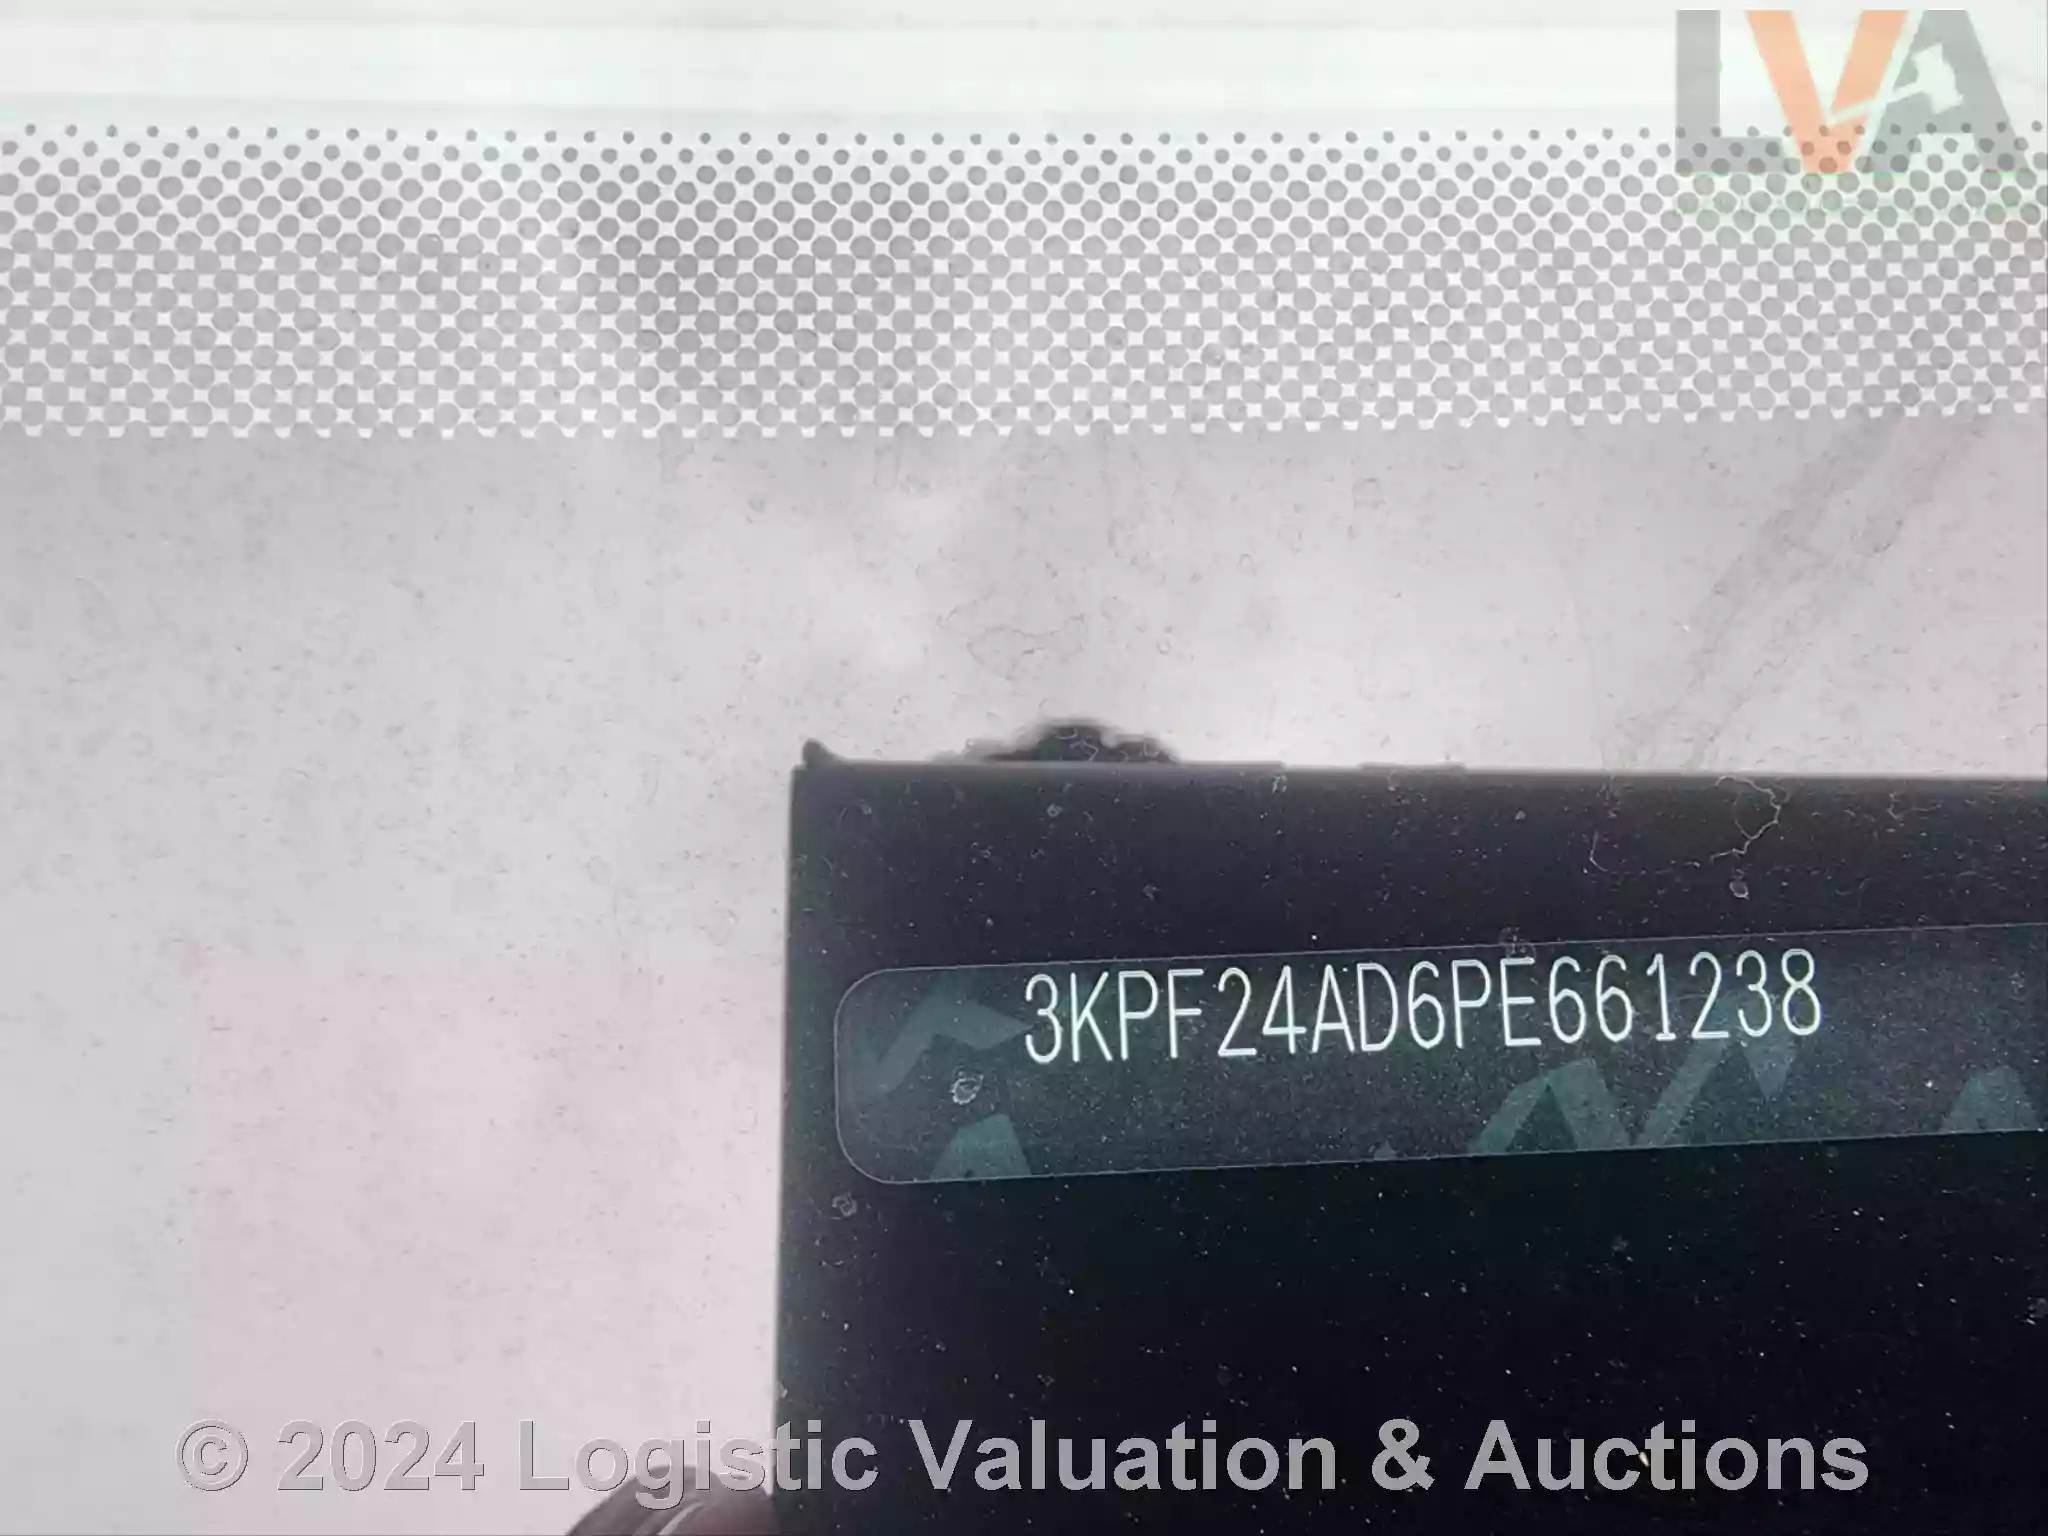 LVA
3KPF24AD6PE661238
© 2024 Logistic Valuation & Auctions